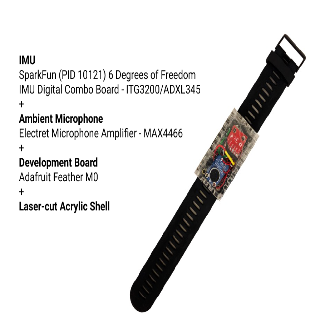 IMU
SparkFun (PID 10121) 6 Degrees of Freedom
IMU Digital Combo Board - ITG3200/ADXL345
+
Ambient Microphone
Electret Microphone Amplifier - MAX4466
+
Development Board
Adafruit Feather M0
+
Laser-cut Acrylic Shell